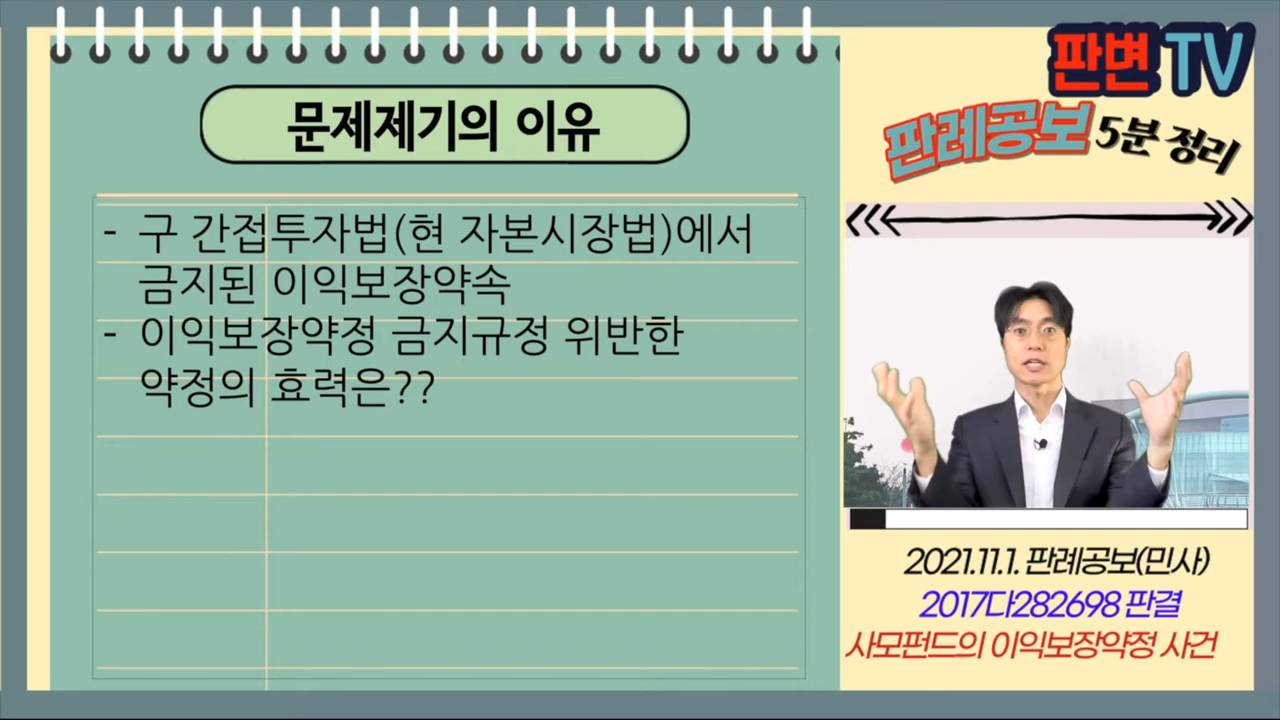 문제제기의 이유
- 구 간접투자법(현 자본시장법)에서
금지된 이익보장약속
- 이익보장약정 금지규정 위반한
약정의 효력은??
판변 TV
판례공보 5분 정리
2021.11.1. 판례공보(민사)
2017다282698 판결
사모펀드의 이익보장약정 사건